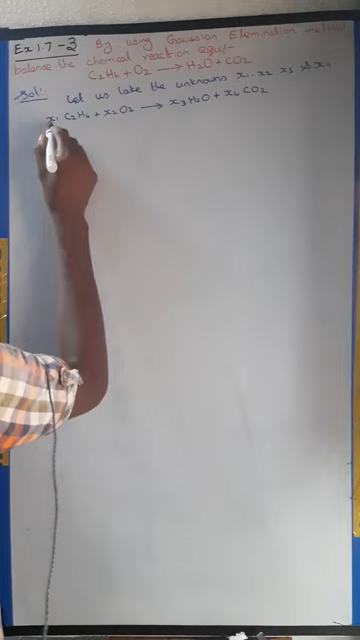 Ex 1.7 - 3 By using Gaussian Elemination method
balance the chemical reaction equ/-
C₂H₆ + O₂ → H₂O + CO₂
Sol: Let us take the unknowns x₁ x₂ x₃ & x₄
x₁ C₂H₆ + x₂ O₂ → x₃ H₂O + x₄ CO₂